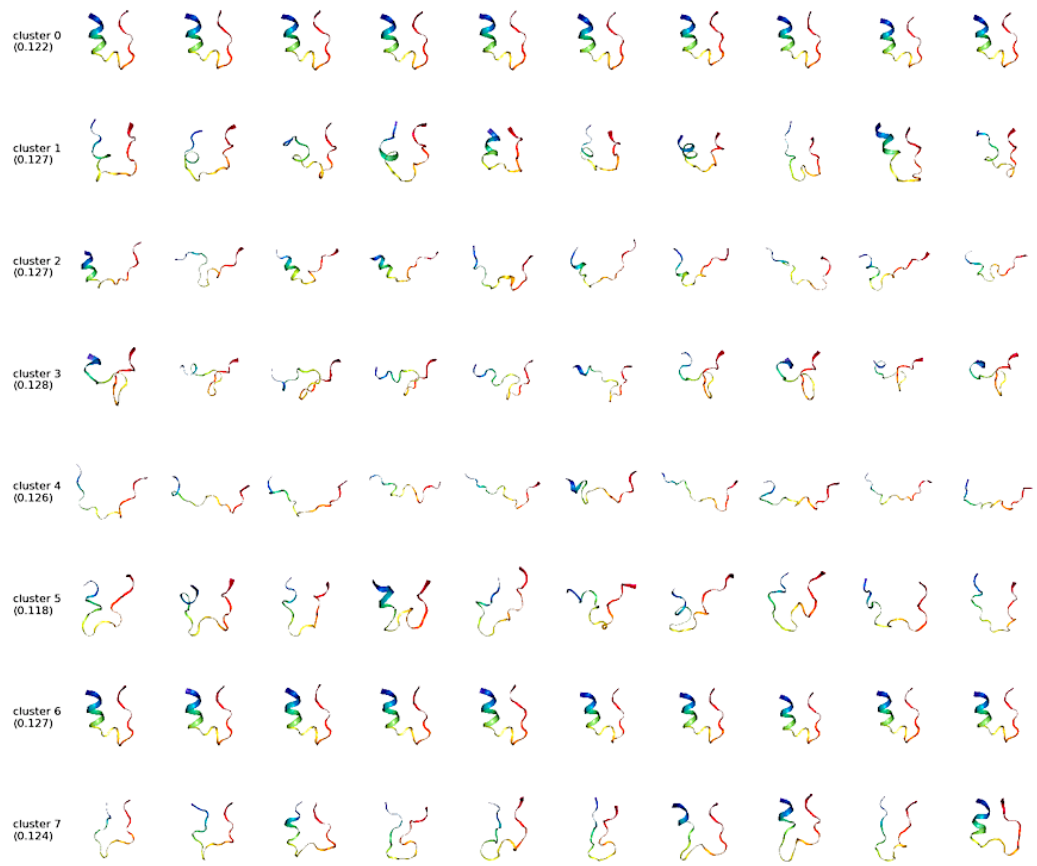 cluster 0
(0.122)
cluster 1
(0.127)
cluster 2
(0.127)
cluster 3
(0.128)
cluster 4
(0.126)
cluster 5
(0.118)
cluster 6
(0.127)
cluster 7
(0.124)